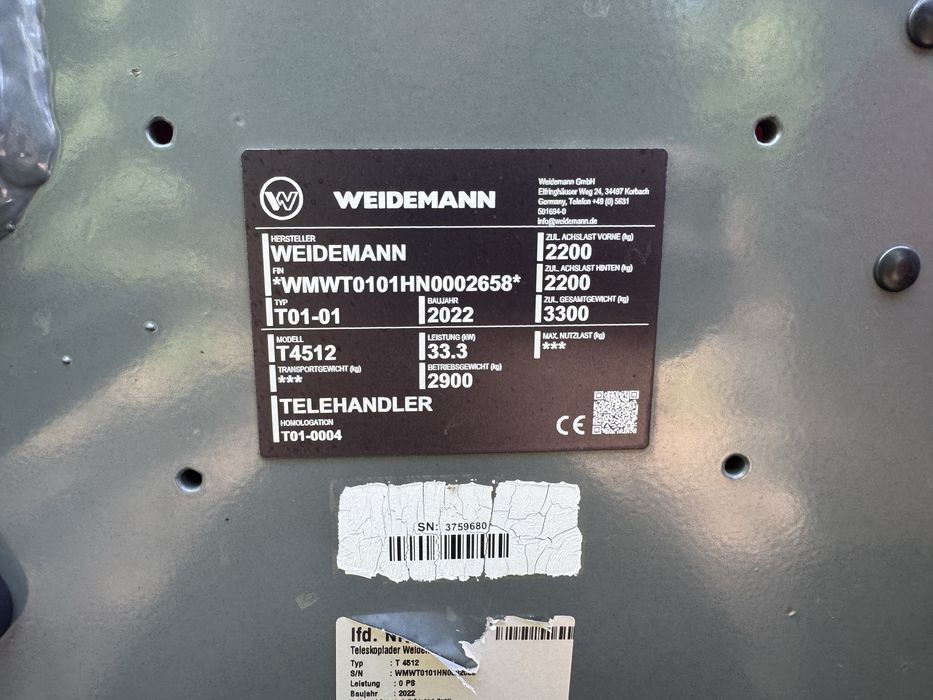 W WEIDEMANN
Weidemann GmbH
Elfringhäuser Weg 24, 34497 Korbach
Germany, Telefon +49 (0) 5631
501694-0
info@weidemann.de
HERSTELLER
WEIDEMANN
FIN
*WMWT0101HN0002658*
TYP
T01-01
BAUJAHR
2022
ZUL. ACHSLAST VORNE (kg)
2200
ZUL. ACHSLAST HINTEN (kg)
2200
ZUL. GESAMTGEWICHT (kg)
3300
MODELL
T4512
LEISTUNG (kW)
33.3
MAX. NUTZLAST (kg)
***
TRANSPORTGEWICHT (kg)
***
BETRIEBSGEWICHT (kg)
2900
TELEHANDLER
HOMOLOGATION
T01-0004
CE
SN: 3759680
lfd.
Teleskoplader
Typ : T 4512
S/N :
Leistung : 0 PS
Baujahr : 2022